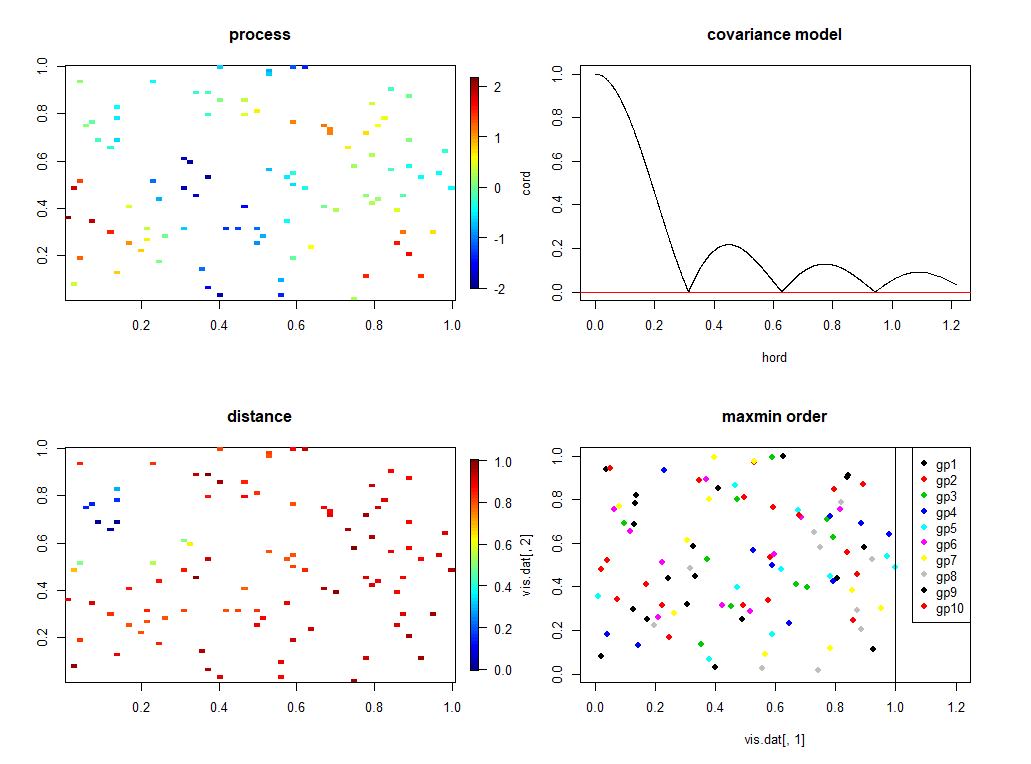 process
0.2 0.4 0.6 0.8 1.0
0.2 0.4 0.6 0.8 1.0
2
1
0
-1
-2
covariance model
cord
0.0 0.2 0.4 0.6 0.8 1.0
0.0 0.2 0.4 0.6 0.8 1.0 1.2
hord
distance
0.2 0.4 0.6 0.8 1.0
0.2 0.4 0.6 0.8 1.0
1.0
0.8
0.6
0.4
0.2
0.0
maxmin order
vis.dat[, 2]
0.0 0.2 0.4 0.6 0.8 1.0
gp1
gp2
gp3
gp4
gp5
gp6
gp7
gp8
gp9
gp10
0.0 0.2 0.4 0.6 0.8 1.0 1.2
vis.dat[, 1]